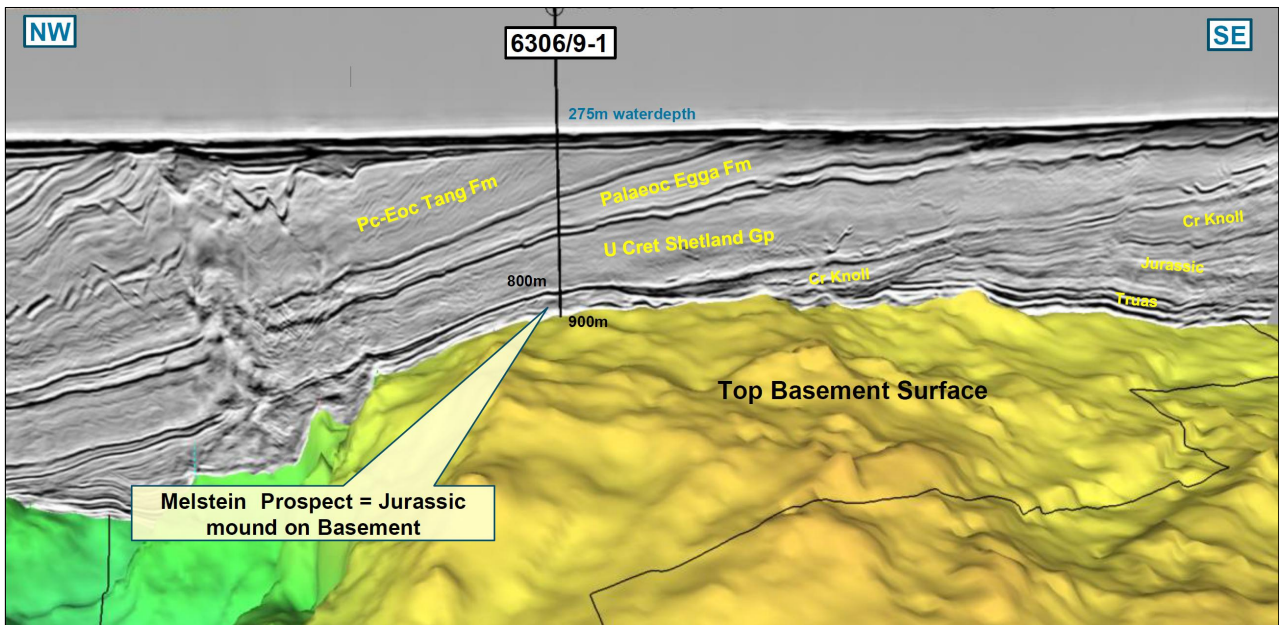 NW
6306/9-1
SE
275m waterdepth
Pc-Eoc Tang Fm
Palaeoc Egga Fm
U Cret Shetland Gp
Cr Knoll
Cr Knoll
Jurassic
Truas
800m
900m
Top Basement Surface
Melstein Prospect = Jurassic
mound on Basement